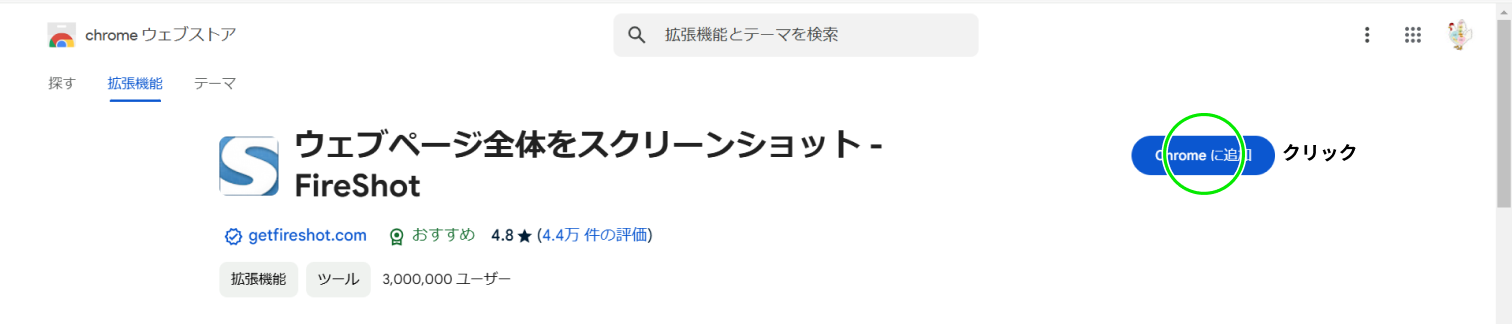 chrome ウェブストア
拡張機能とテーマを検索
探す 拡張機能 テーマ
ウェブページ全体をスクリーンショット -
FireShot
Chrome に追加 クリック
getfireshot.com おすすめ 4.8 ★ (4.4万 件の評価)
拡張機能 ツール 3,000,000 ユーザー